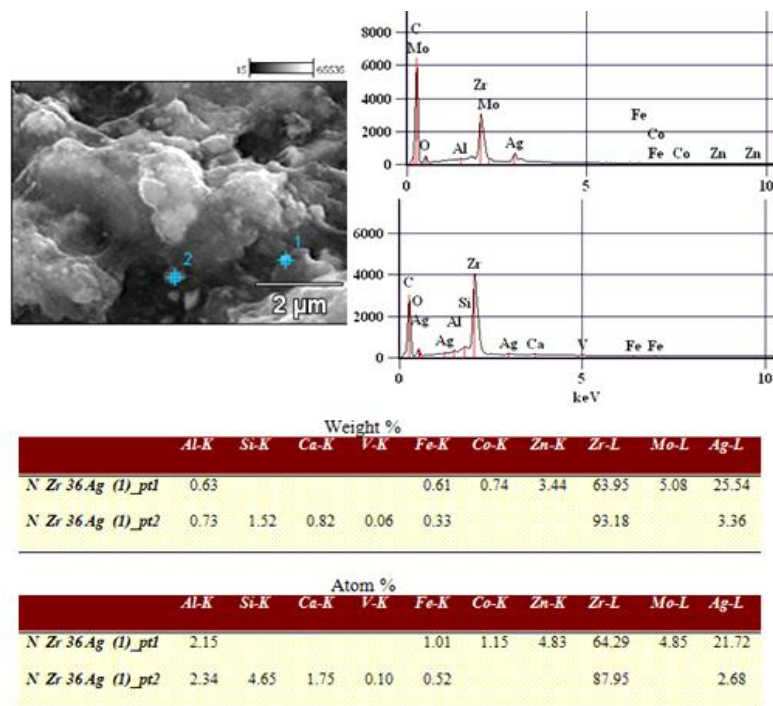 15 65535
1
2
2 µm
8000
C
Mo
6000
4000
Zr
Mo
Fe
2000
Co
O
Al
Ag
Fe Co Zn Zn
0
0 5 10
6000
Zr
4000
C
O
Si
2000
Ag
Al
Ag
Ag Ca V Fe Fe
0
0 5 10
keV
Weight %
Al-K Si-K Ca-K V-K Fe-K Co-K Zn-K Zr-L Mo-L Ag-L
N Zr 36Ag (1)_pt1 0.63 0.61 0.74 3.44 63.95 5.08 25.54
N Zr 36Ag (1)_pt2 0.73 1.52 0.82 0.06 0.33 93.18 3.36
Atom %
Al-K Si-K Ca-K V-K Fe-K Co-K Zn-K Zr-L Mo-L Ag-L
N Zr 36Ag (1)_pt1 2.15 1.01 1.15 4.83 64.29 4.85 21.72
N Zr 36Ag (1)_pt2 2.34 4.65 1.75 0.10 0.52 87.95 2.68